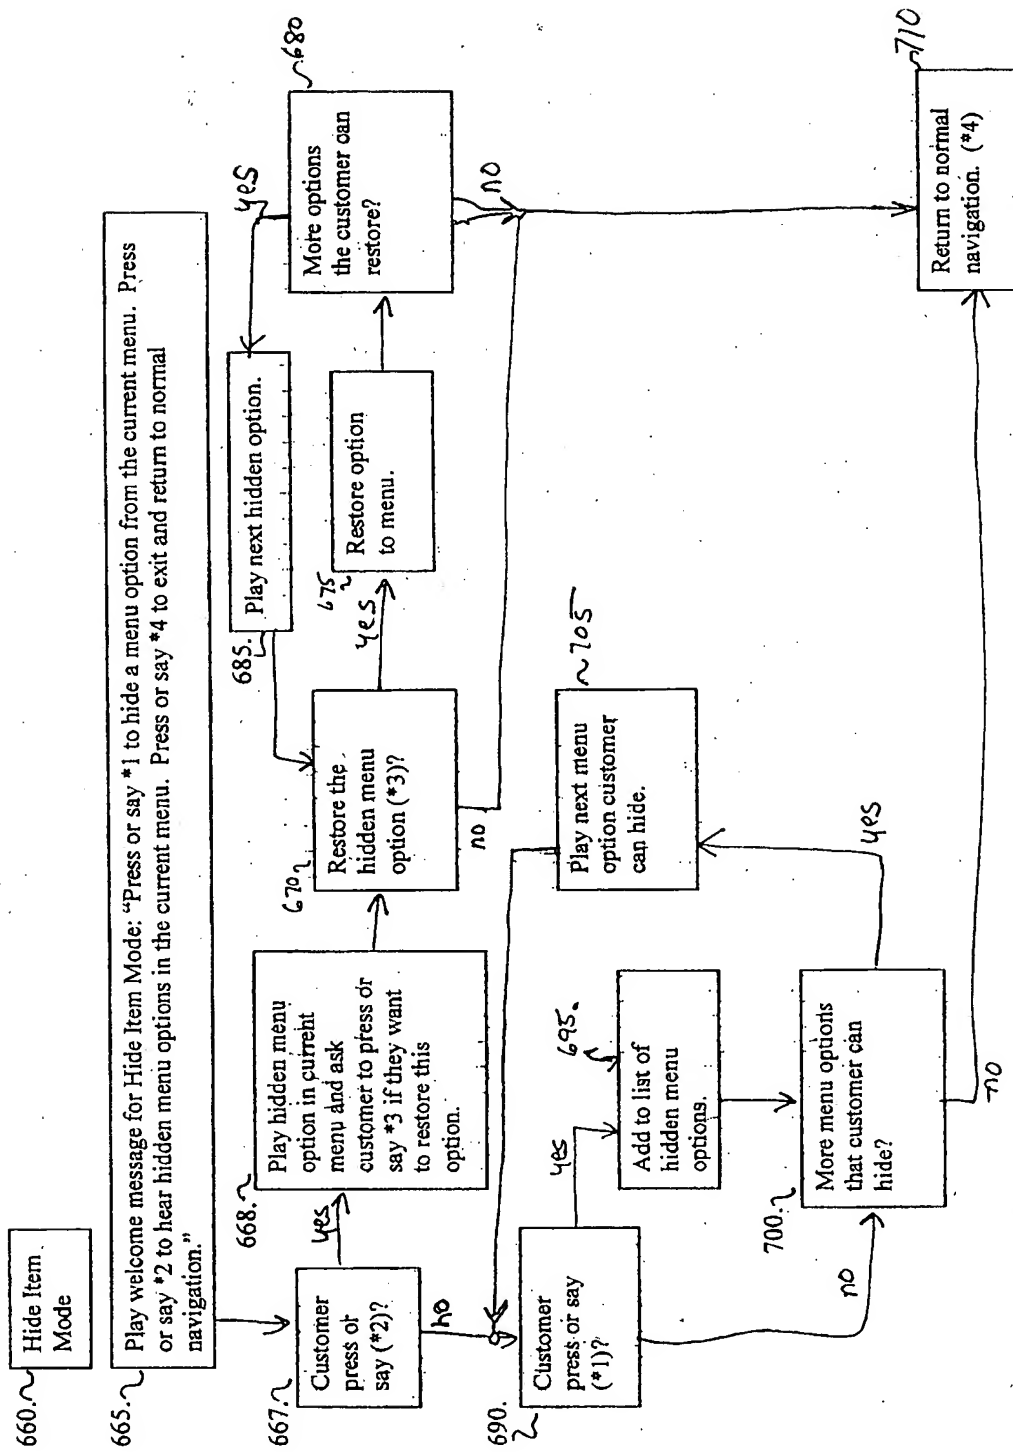 660.
Hide Item
Mode
665.
Play welcome message for Hide Item Mode: “Press or say *1 to hide a menu option from the current menu. Press
or say *2 to hear hidden menu options in the current menu. Press or say *4 to exit and return to normal
navigation.”
667.
Customer
press or
say (*2)?
yes
no
668.
Play hidden menu
option in current
menu and ask
customer to press or
say *3 if they want
to restore this
option.
670
Restore the
hidden menu
option (*3)?
yes
no
675
Restore option
to menu.
680
More options
the customer can
restore?
yes
no
685.
Play next hidden option.
690.
Customer
press or say
(*1)?
yes
no
695.
Add to list of
hidden menu
options.
700.
More menu options
that customer can
hide?
yes
no
705
Play next menu
option customer
can hide.
710
Return to normal
navigation. (*4)